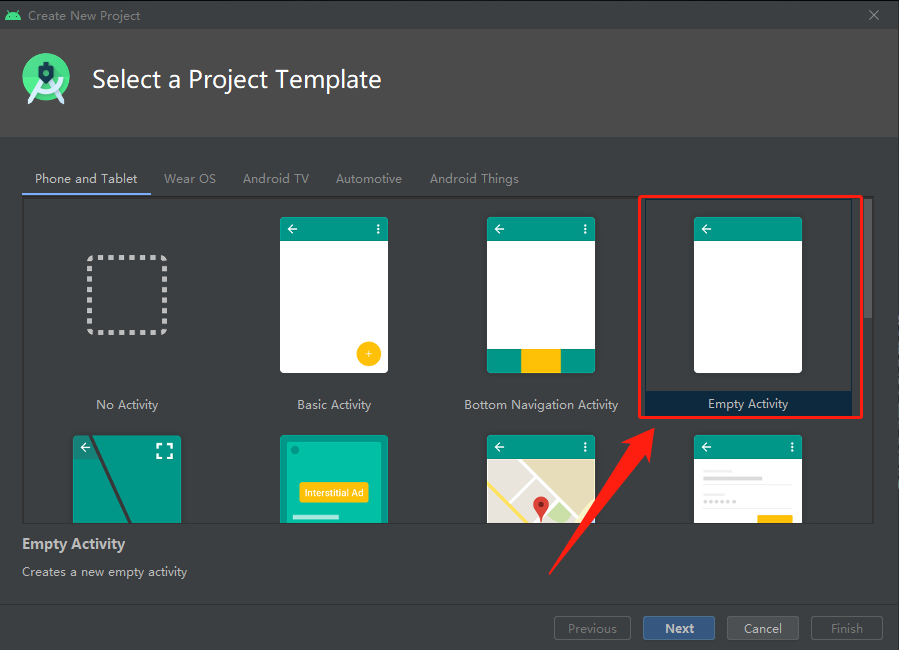 Create New Project
Select a Project Template
Phone and Tablet
Wear OS
Android TV
Automotive
Android Things
No Activity
Basic Activity
Bottom Navigation Activity
Empty Activity
Interstitial Ad
Empty Activity
Creates a new empty activity
Previous
Next
Cancel
Finish